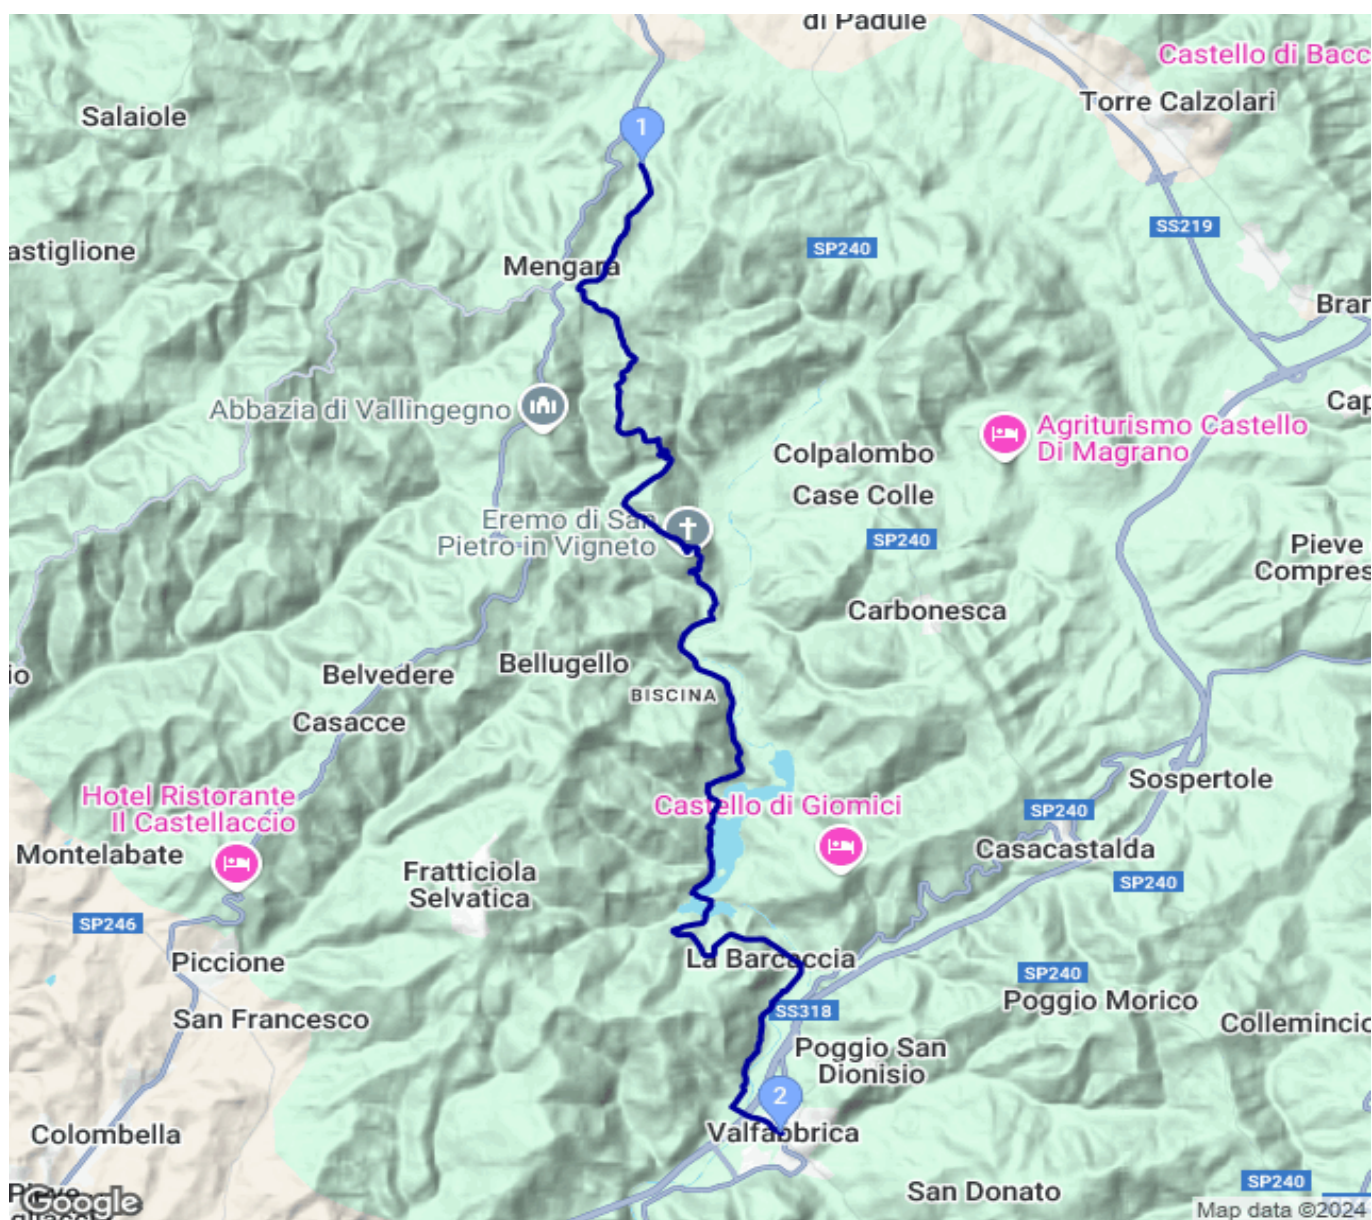 di Padule
Castello di Bacc
Torre Calzolari
Salaiole
1
SS219
astiglione
SP240
Mengara
Bran
Abbazia di Vallingegno
Cap
Agriturismo Castello
Di Magrano
Colpalombo
Case Colle
Eremo di San
Pietro in Vigneto
SP240
Pieve
Compres
Carbonesca
Bellugello
Belvedere
io
BISCINA
Casacce
Sospertole
Hotel Ristorante
Il Castellaccio
Castello di Giomici
SP240
Montelabate
Casacastalda
Fratticiola
Selvatica
SP240
SP246
Piccione
La Barcaccia
SP240
Poggio Morico
San Francesco
SS318
Collemincio
Poggio San
Dionisio
2
Colombella
Valfabbrica
SP240
San Donato
Google
Map data ©2024